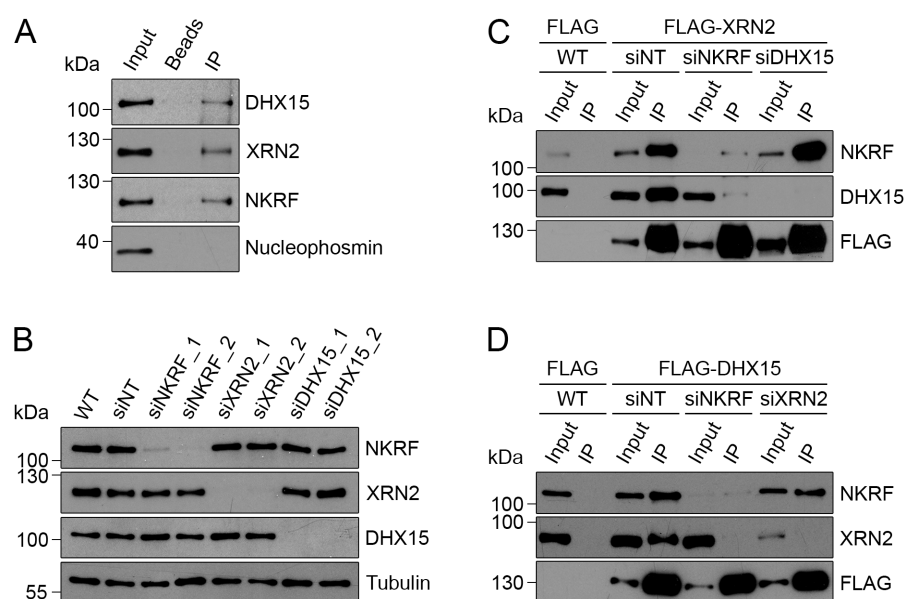 A
Input Beads IP
kDa
100 DHX15
130 XRN2
130 NKRF
40 Nucleophosmin
B
WT siNT siNKRF_1 siNKRF_2 siXRN2_1 siXRN2_2 siDHX15_1 siDHX15_2
kDa
100 NKRF
130 XRN2
100 DHX15
55 Tubulin
C
FLAG FLAG-XRN2
WT siNT siNKRF siDHX15
Input IP Input IP Input IP Input IP
kDa
100 NKRF
100 DHX15
130 FLAG
D
FLAG FLAG-DHX15
WT siNT siNKRF siXRN2
Input IP Input IP Input IP Input IP
kDa
100 NKRF
100 XRN2
130 FLAG